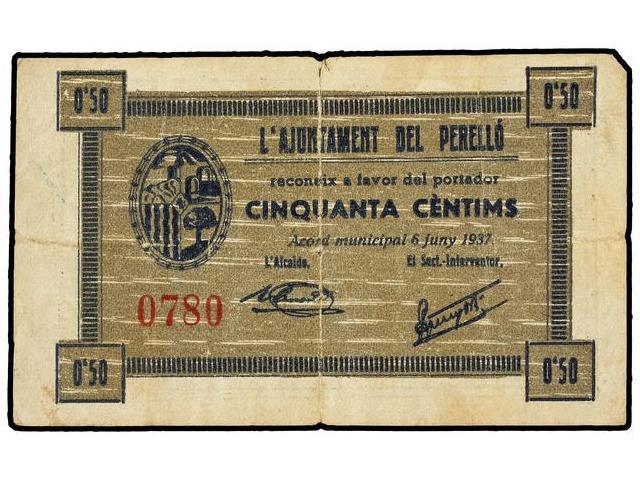 0'50 0'50
L'AJUNTAMENT DEL PERELLÓ
reconeix a favor del portador
CINQUANTA CÈNTIMS
Acord municipal 6 juny 1937.
L'Alcalde, El Sect.-Interventor,
0780
0'50 0'50